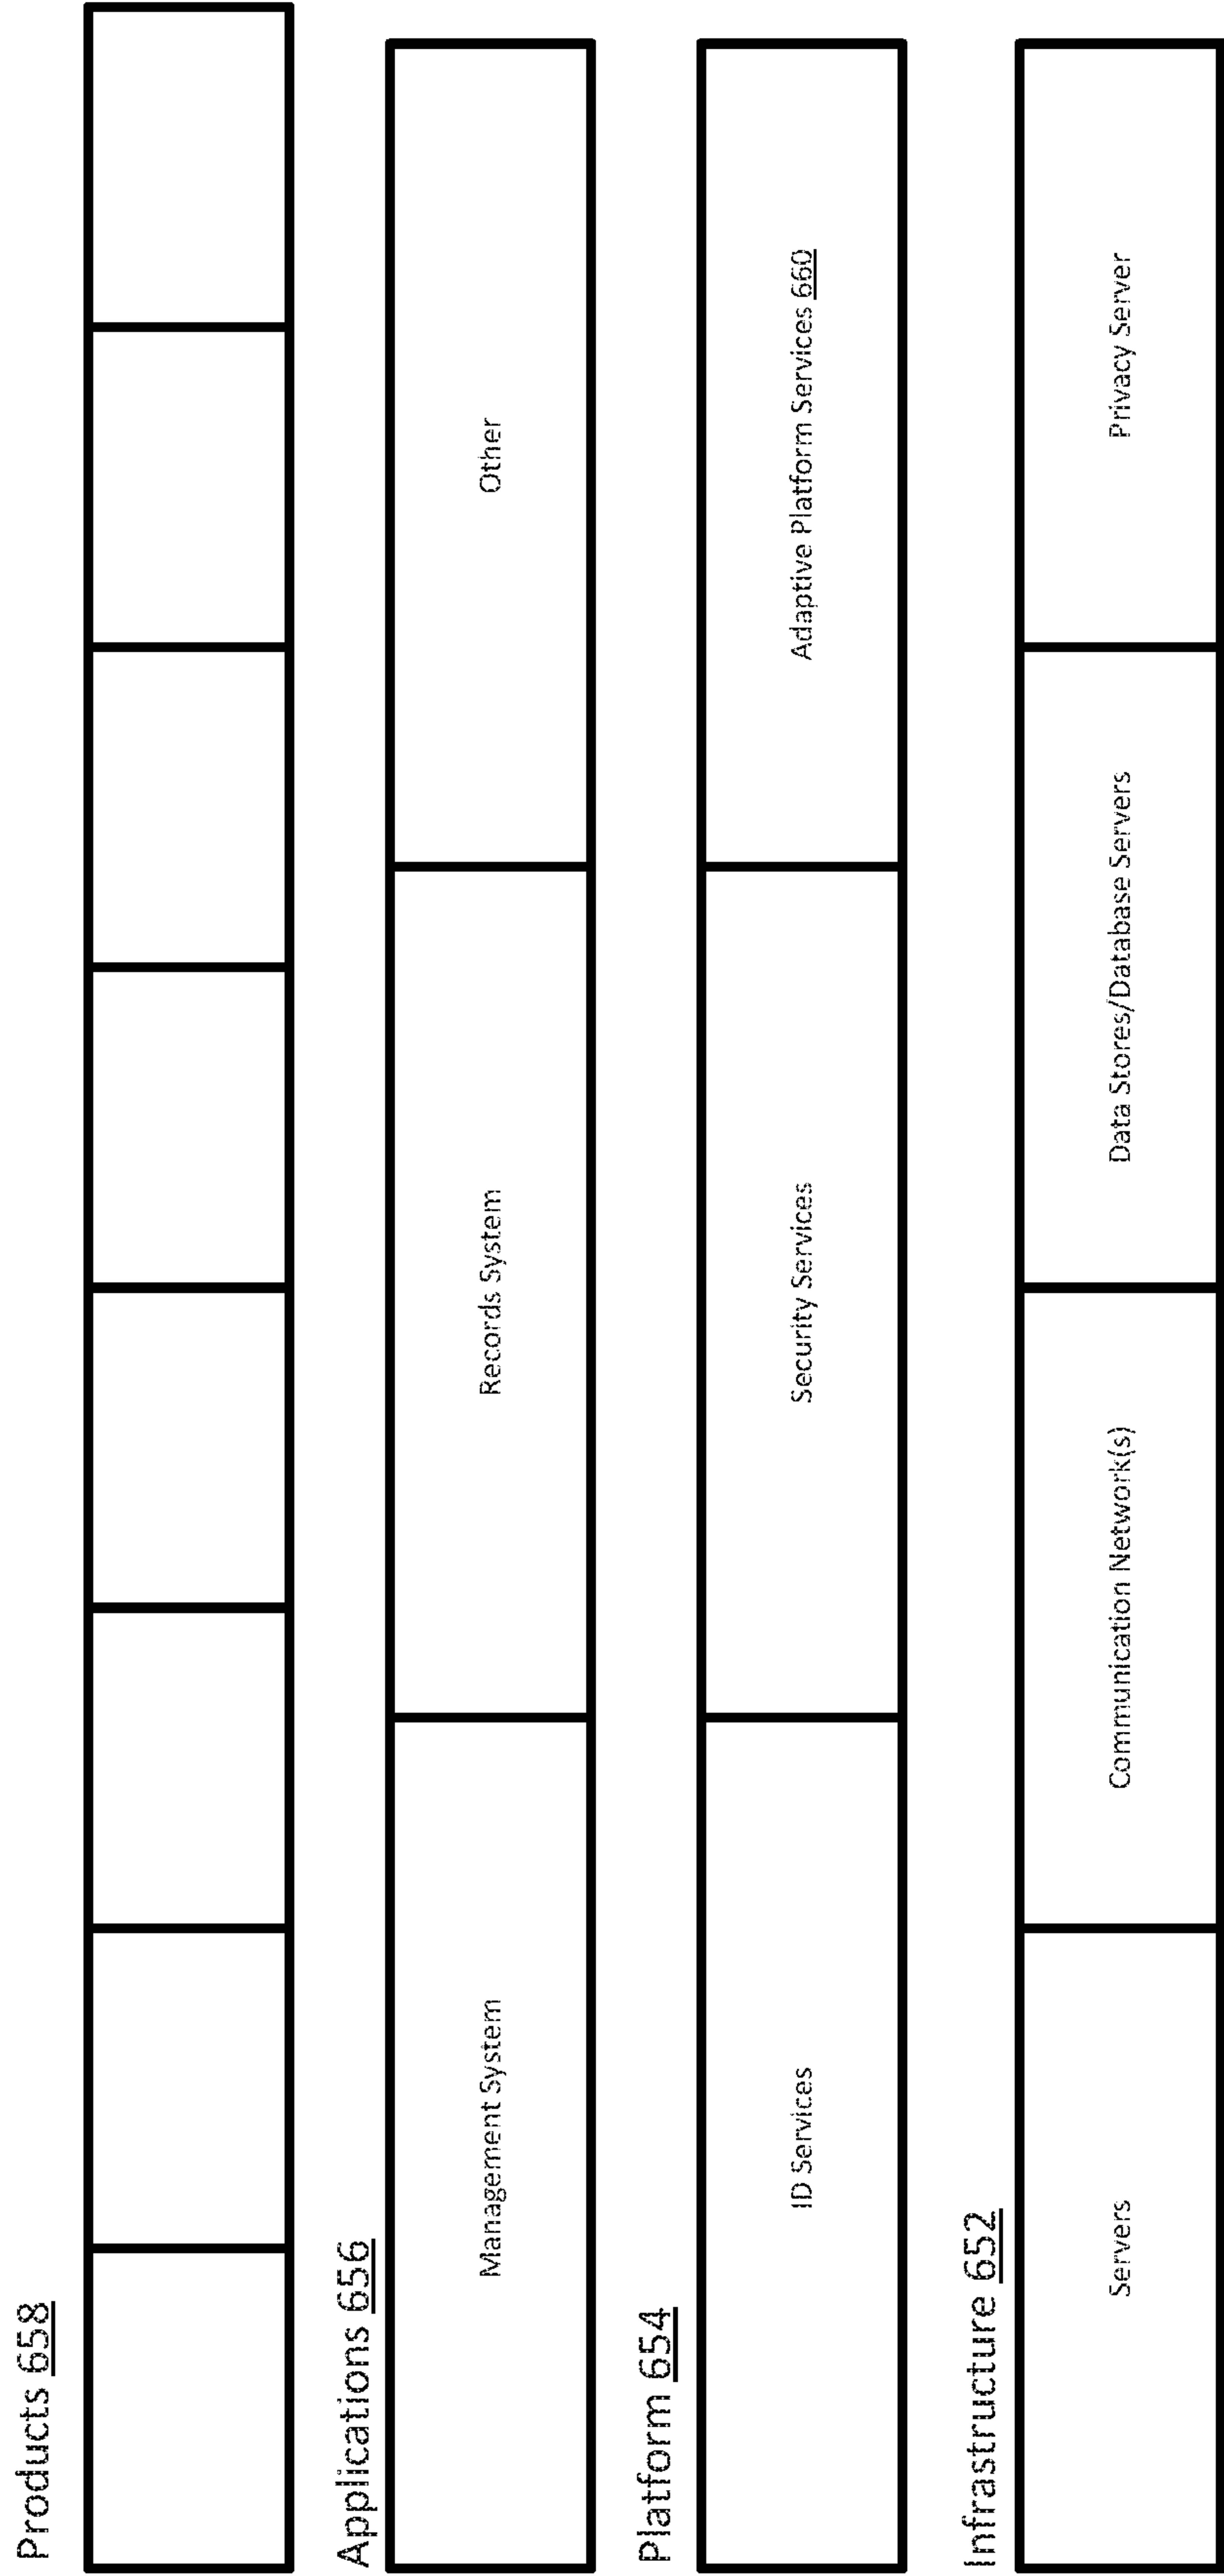 Products 658
Applications 656
Management System
Records System
Other
Platform 654
ID Services
Security Services
Adaptive Platform Services 660
Infrastructure 652
Servers
Communication Network(s)
Data Stores/Database Servers
Privacy Server